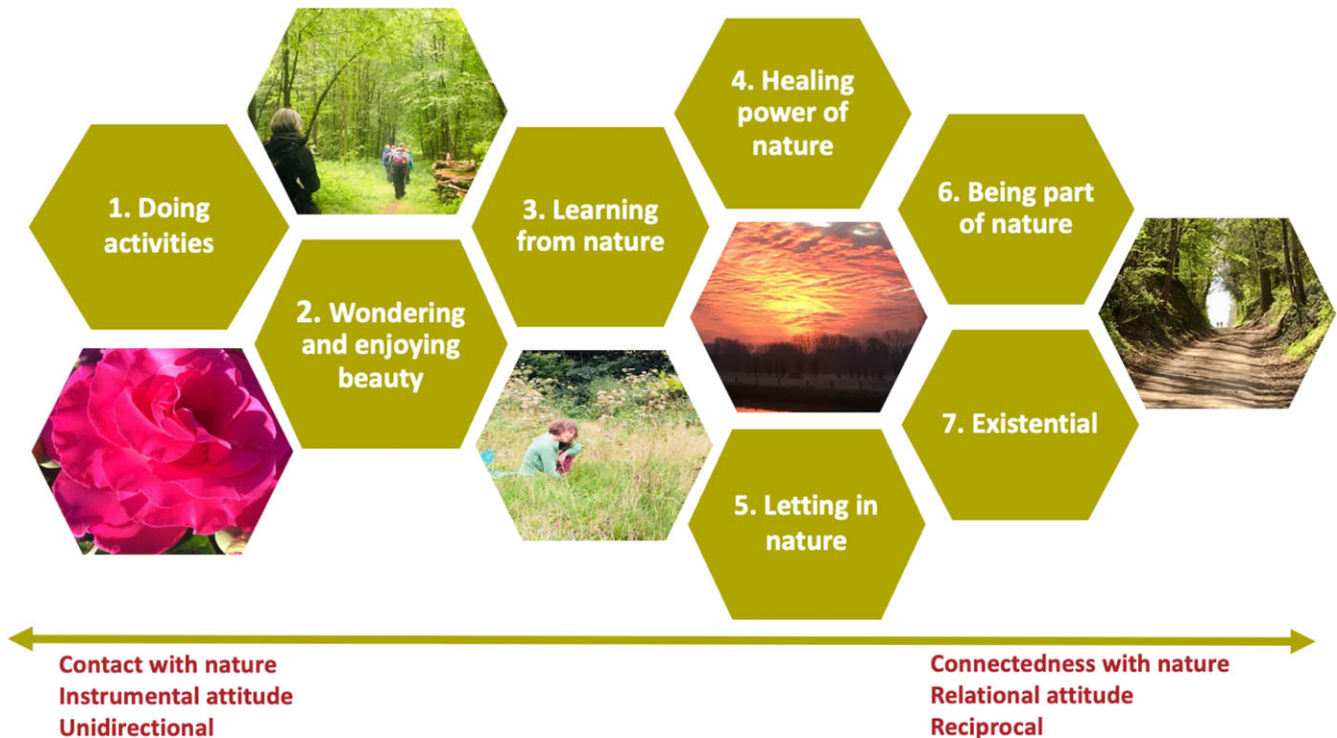 1. Doing
activities
2. Wondering
and enjoying
beauty
3. Learning
from nature
4. Healing
power of
nature
5. Letting in
nature
6. Being part
of nature
7. Existential
Contact with nature
Instrumental attitude
Unidirectional
Connectedness with nature
Relational attitude
Reciprocal